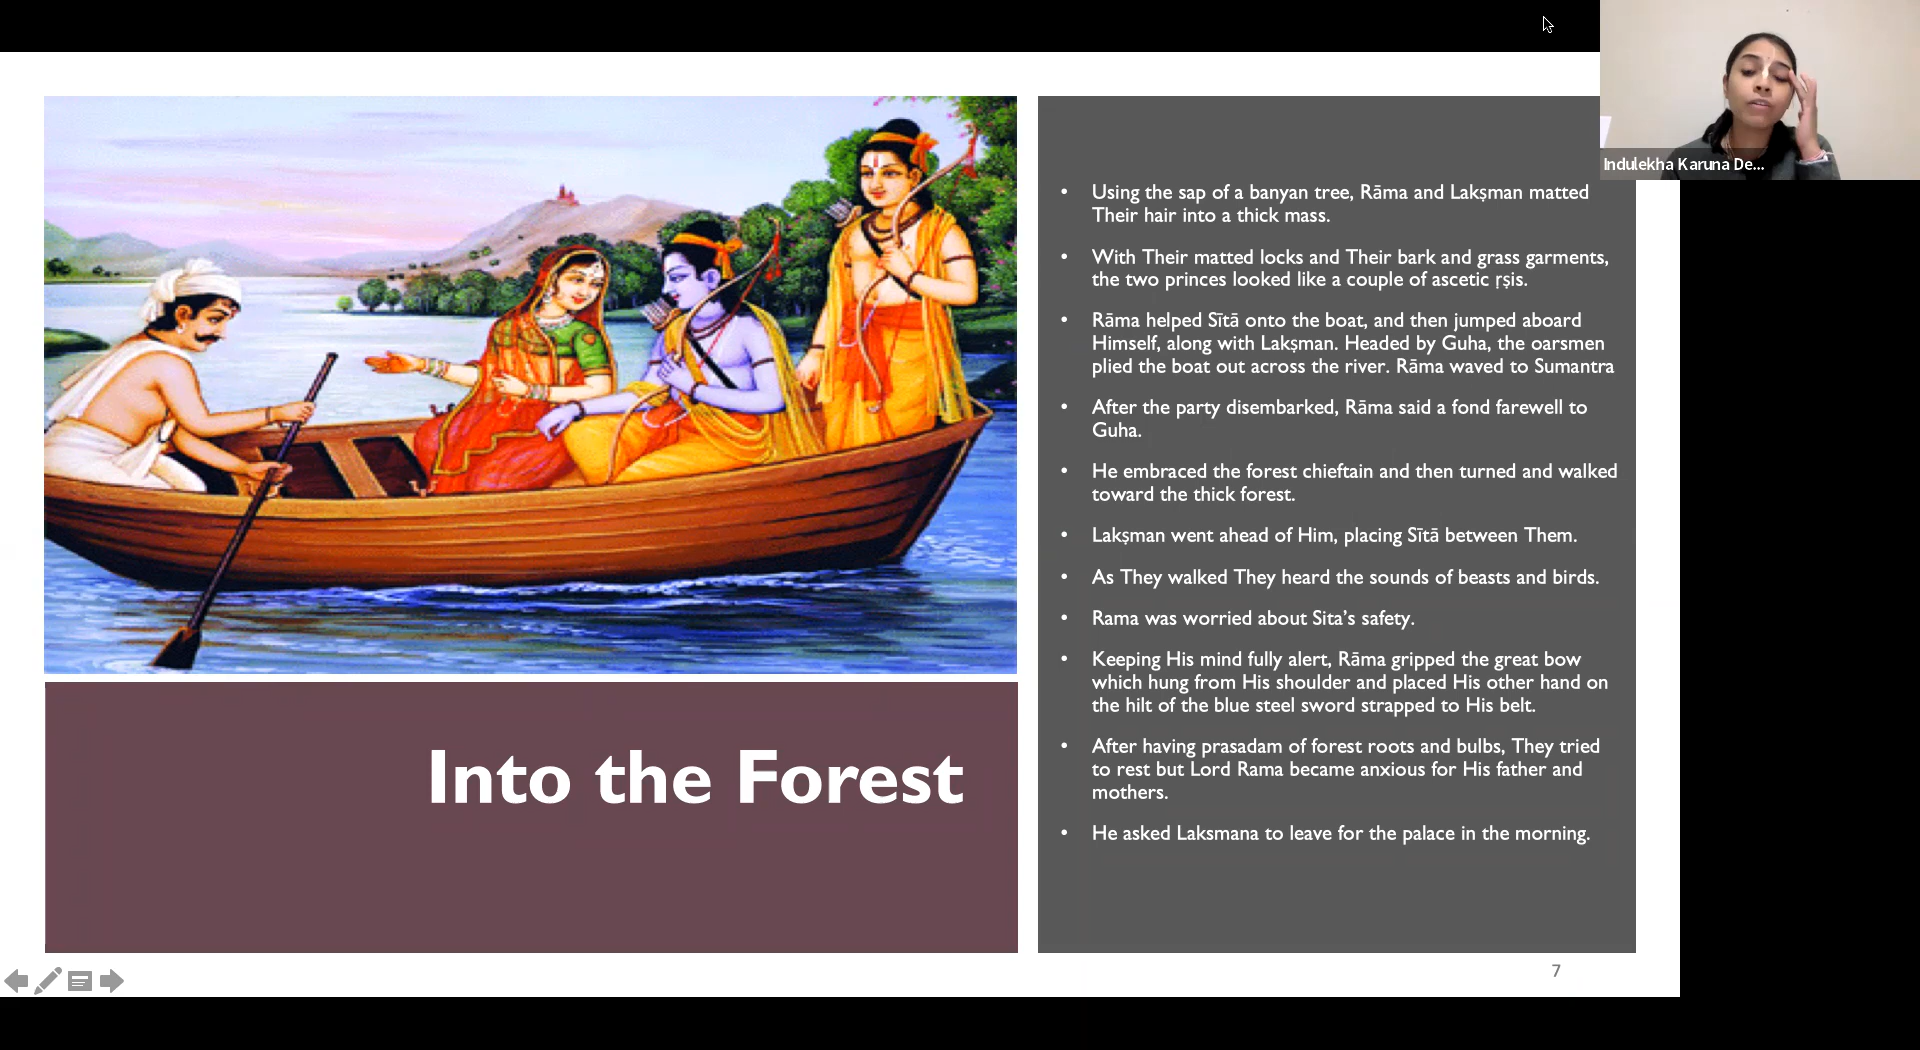 Indulekha Karuna De...
• Using the sap of a banyan tree, Rāma and Lakṣman matted
Their hair into a thick mass.
• With Their matted locks and Their bark and grass garments,
the two princes looked like a couple of ascetic ṛṣis.
• Rāma helped Sītā onto the boat, and then jumped aboard
Himself, along with Lakṣman. Headed by Guha, the oarsmen
plied the boat out across the river. Rāma waved to Sumantra
• After the party disembarked, Rāma said a fond farewell to
Guha.
• He embraced the forest chieftain and then turned and walked
toward the thick forest.
• Lakṣman went ahead of Him, placing Sītā between Them.
• As They walked They heard the sounds of beasts and birds.
• Rama was worried about Sita’s safety.
• Keeping His mind fully alert, Rāma gripped the great bow
which hung from His shoulder and placed His other hand on
the hilt of the blue steel sword strapped to His belt.
• After having prasadam of forest roots and bulbs, They tried
to rest but Lord Rama became anxious for His father and
mothers.
• He asked Laksmana to leave for the palace in the morning.
Into the Forest
7